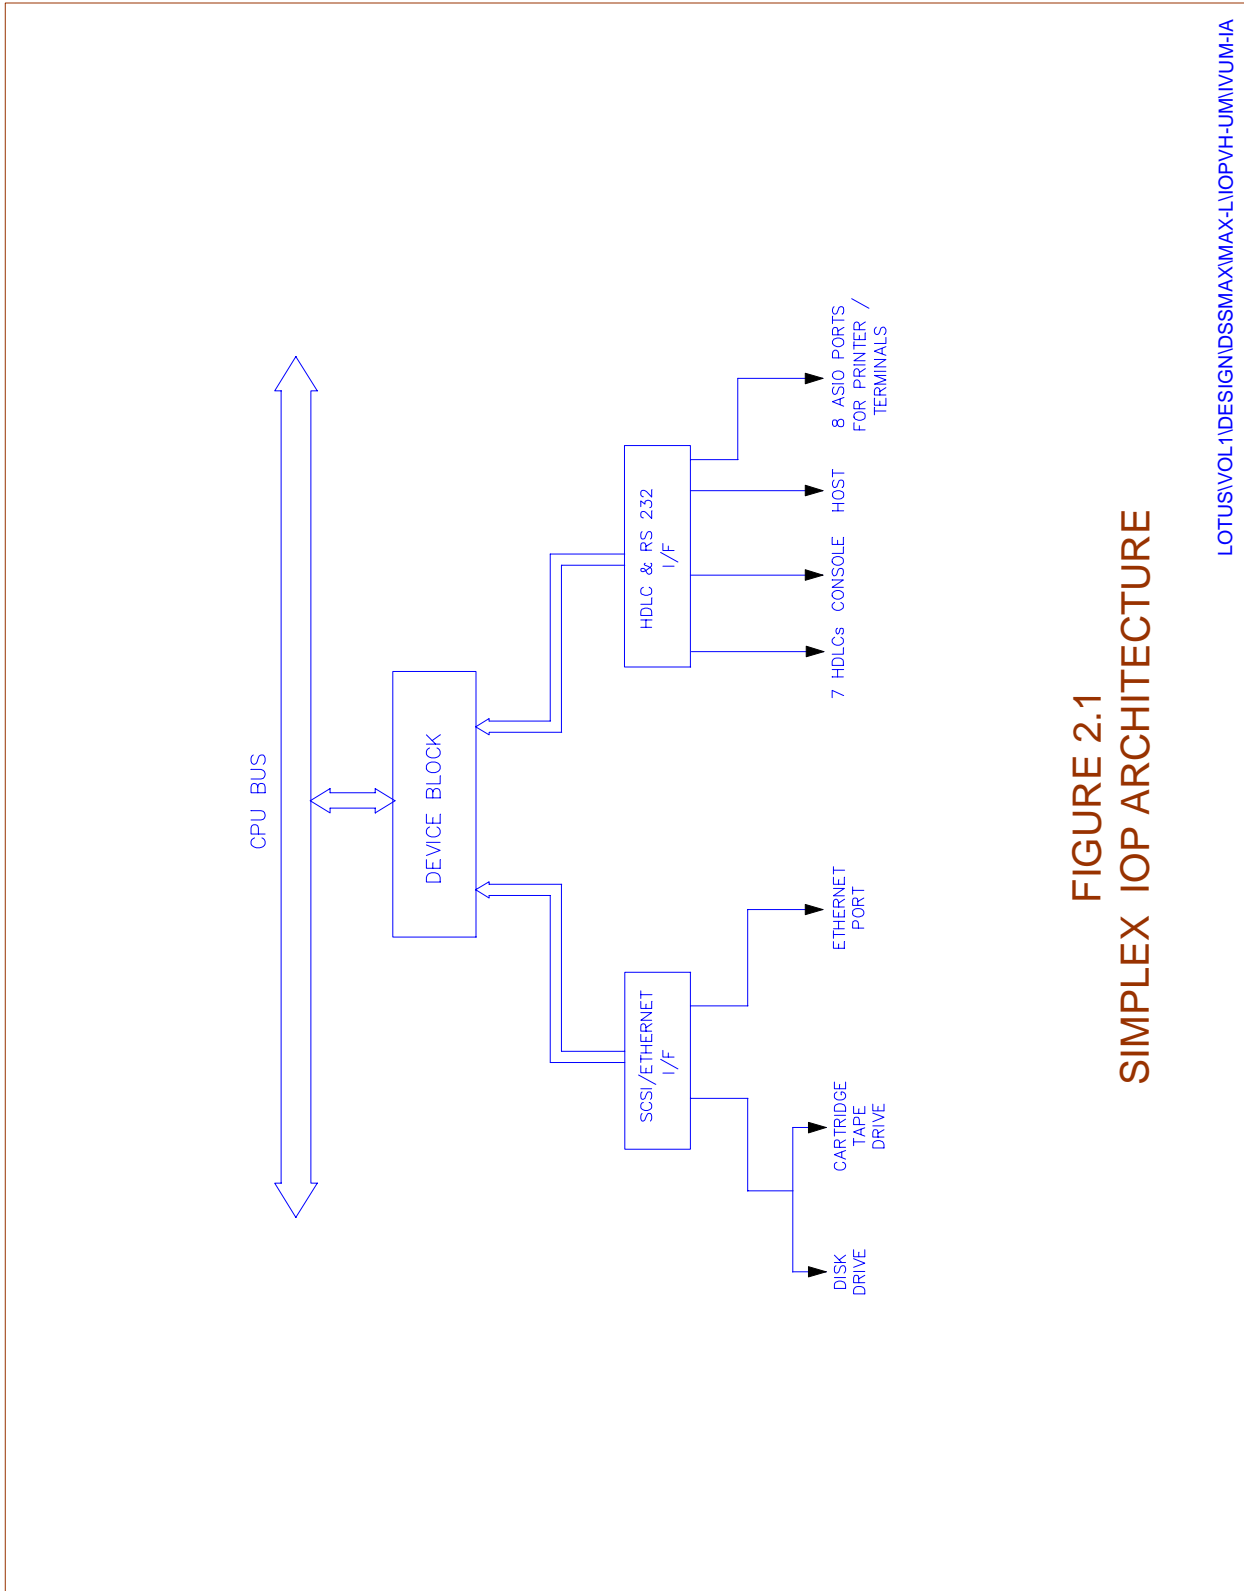 CPU BUS
DEVICE BLOCK
SCSI/ETHERNET
I/F
HDLC & RS 232
I/F
DISK
DRIVE
CARTRIDGE
TAPE
DRIVE
ETHERNET
PORT
7 HDLCs
CONSOLE
HOST
8 ASIO PORTS
FOR PRINTER /
TERMINALS
FIGURE 2.1
SIMPLEX IOP ARCHITECTURE
LOTUS\VOL1\DESIGN\DSSMAX\MAX-L\IOPVH-UM\IVUM-IA